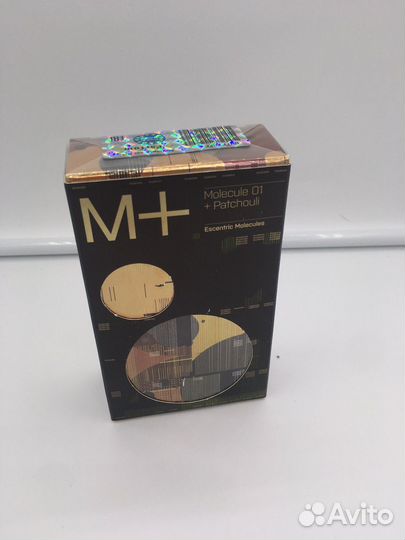 M+
Molecule 01
+ Patchouli
Escentric Molecules
Avito